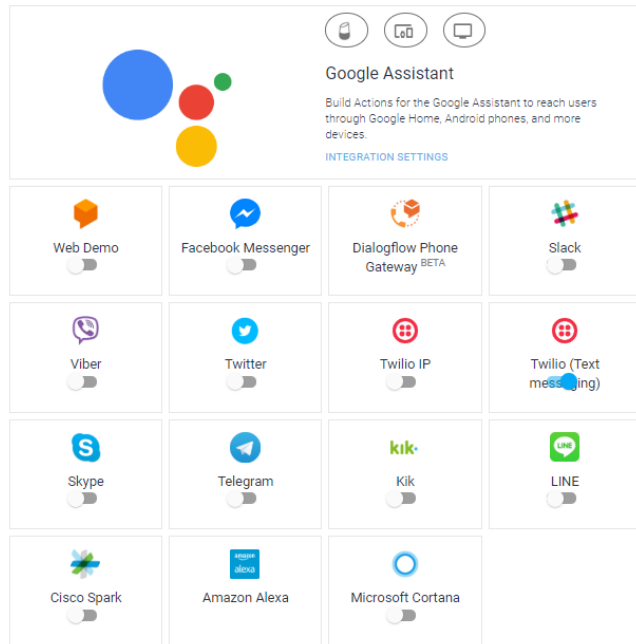 Google Assistant
Build Actions for the Google Assistant to reach users
through Google Home, Android phones, and more
devices.
INTEGRATION SETTINGS
Web Demo
Facebook Messenger
Dialogflow Phone
Gateway BETA
Slack
Viber
Twitter
Twilio IP
Twilio (Text
messaging)
Skype
Telegram
kik
Kik
LINE
LINE
Cisco Spark
amazon
alexa
Amazon Alexa
Microsoft Cortana